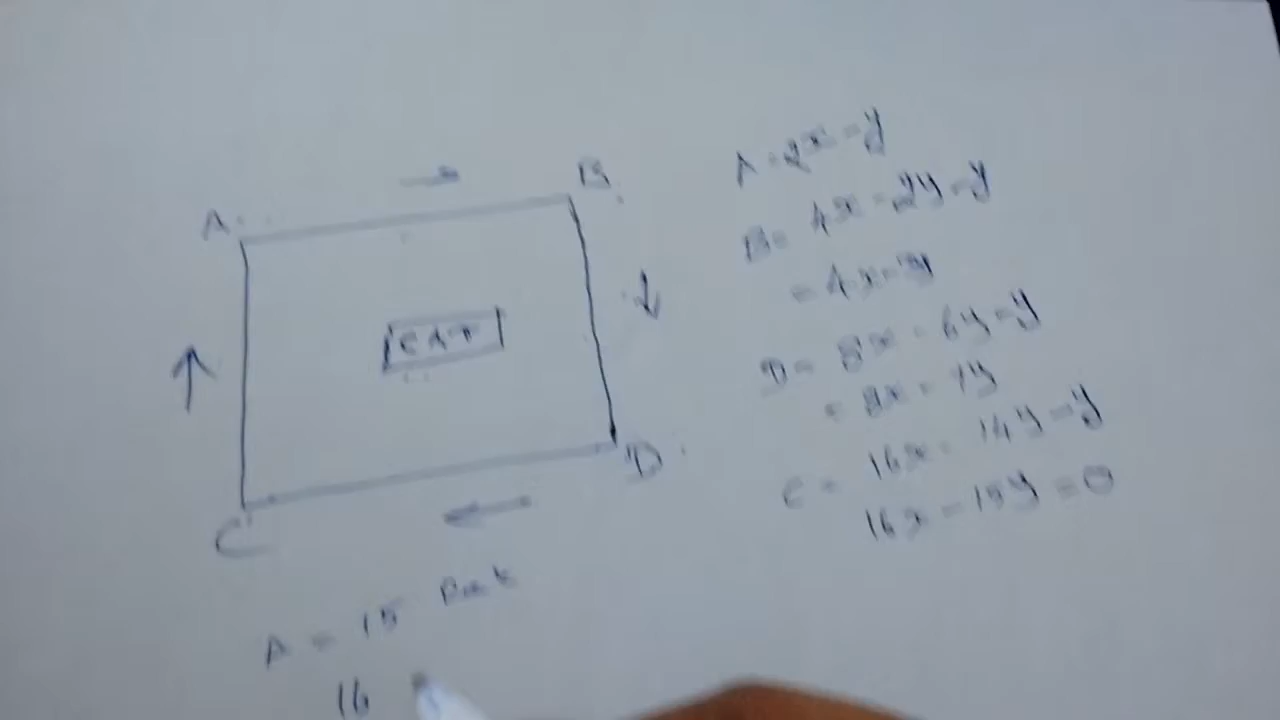 A
B
CAT
C
D
A = 2x - y
B = 4x - 2y - y
= 4x - 3y
D = 8x - 6y - y
= 8x - 7y
C = 16x - 14y - y
16x - 15y = 0
A = 15
16